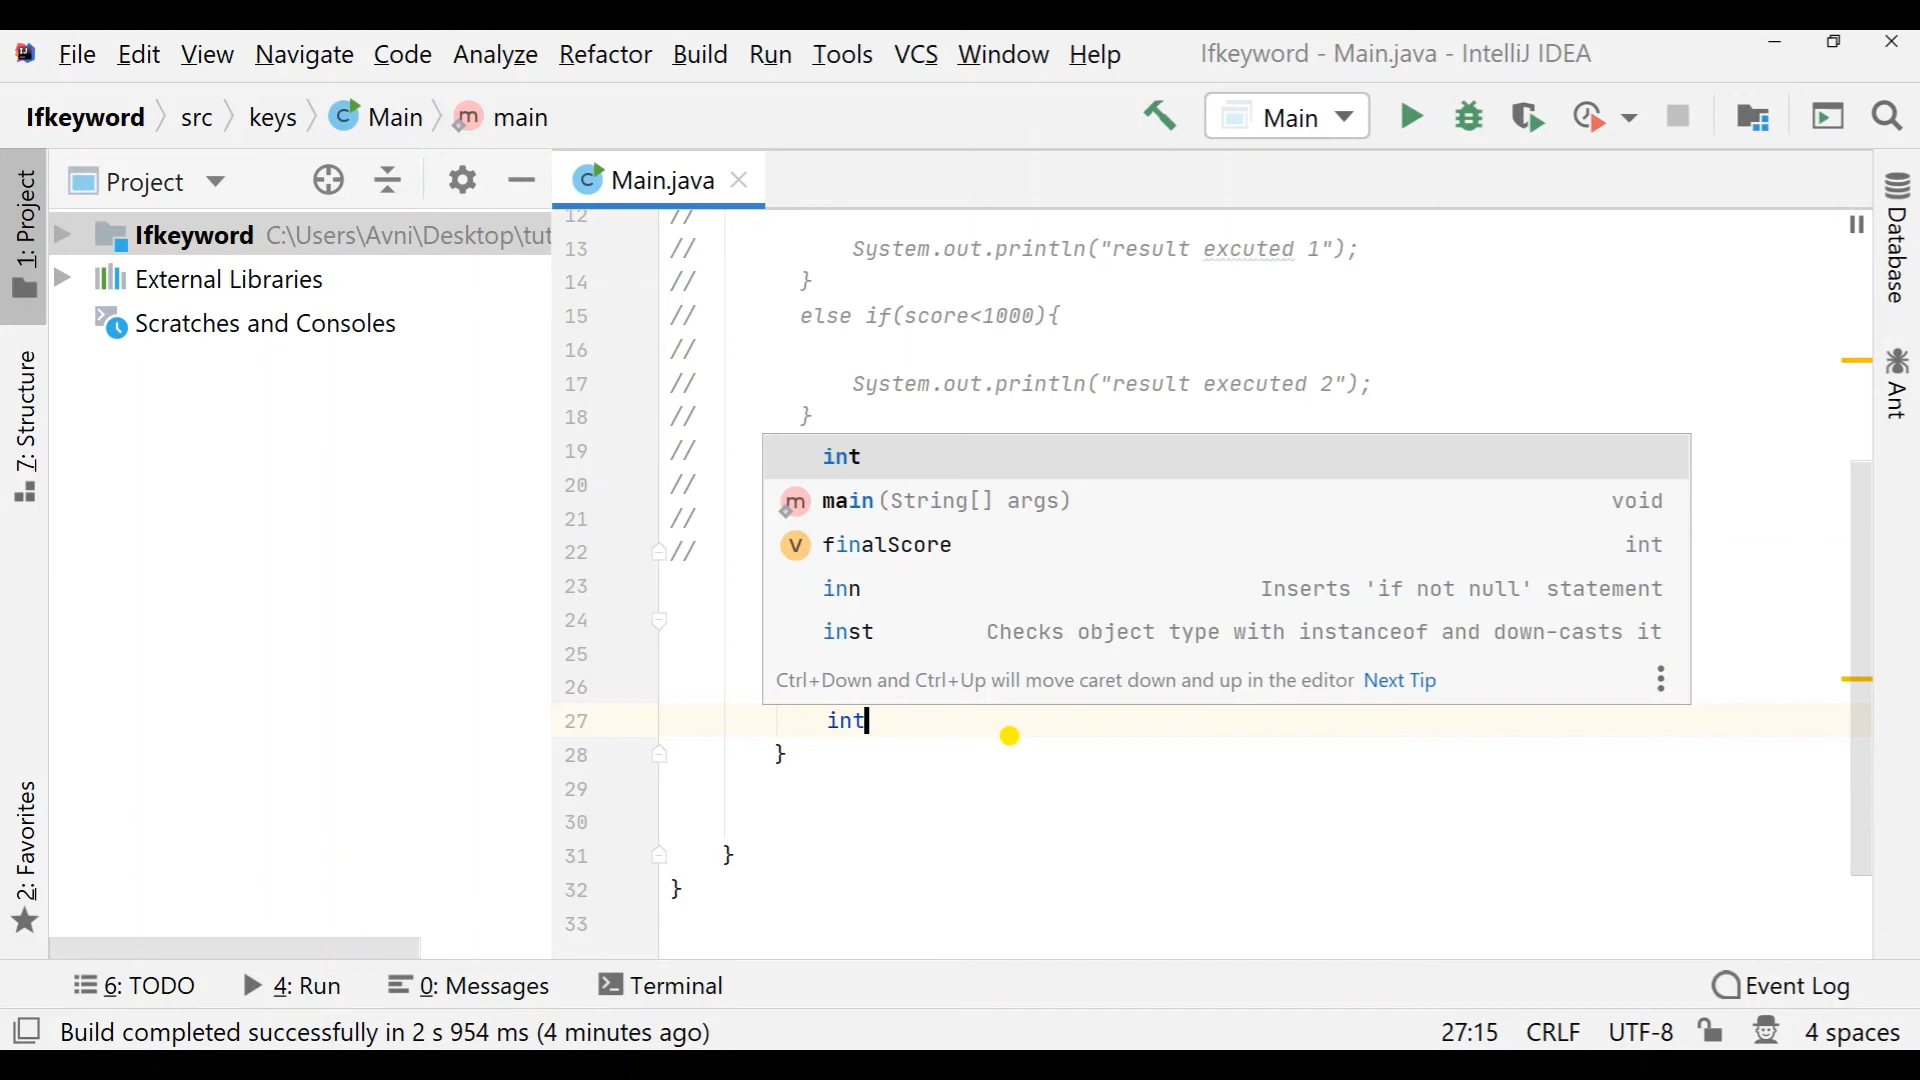 File Edit View Navigate Code Analyze Refactor Build Run Tools VCS Window Help Ifkeyword - Main.java - IntelliJ IDEA
Ifkeyword src keys C Main m main Main
1: Project
7: Structure
2: Favorites
Project
Ifkeyword C:\Users\Avni\Desktop\tut
External Libraries
Scratches and Consoles
C Main.java
12 //
13 // System.out.println("result excuted 1");
14 // }
15 // else if(score<1000){
16 //
17 // System.out.println("result executed 2");
18 // }
19 //
20 //
21 //
22 //
23
24
25
26
int
m main(String[] args) void
v finalScore int
inn Inserts 'if not null' statement
inst Checks object type with instanceof and down-casts it
Ctrl+Down and Ctrl+Up will move caret down and up in the editor Next Tip
27 int
28 }
29
30
31 }
32 }
33
Database
Ant
6: TODO 4: Run 0: Messages Terminal Event Log
Build completed successfully in 2 s 954 ms (4 minutes ago) 27:15 CRLF UTF-8 4 spaces